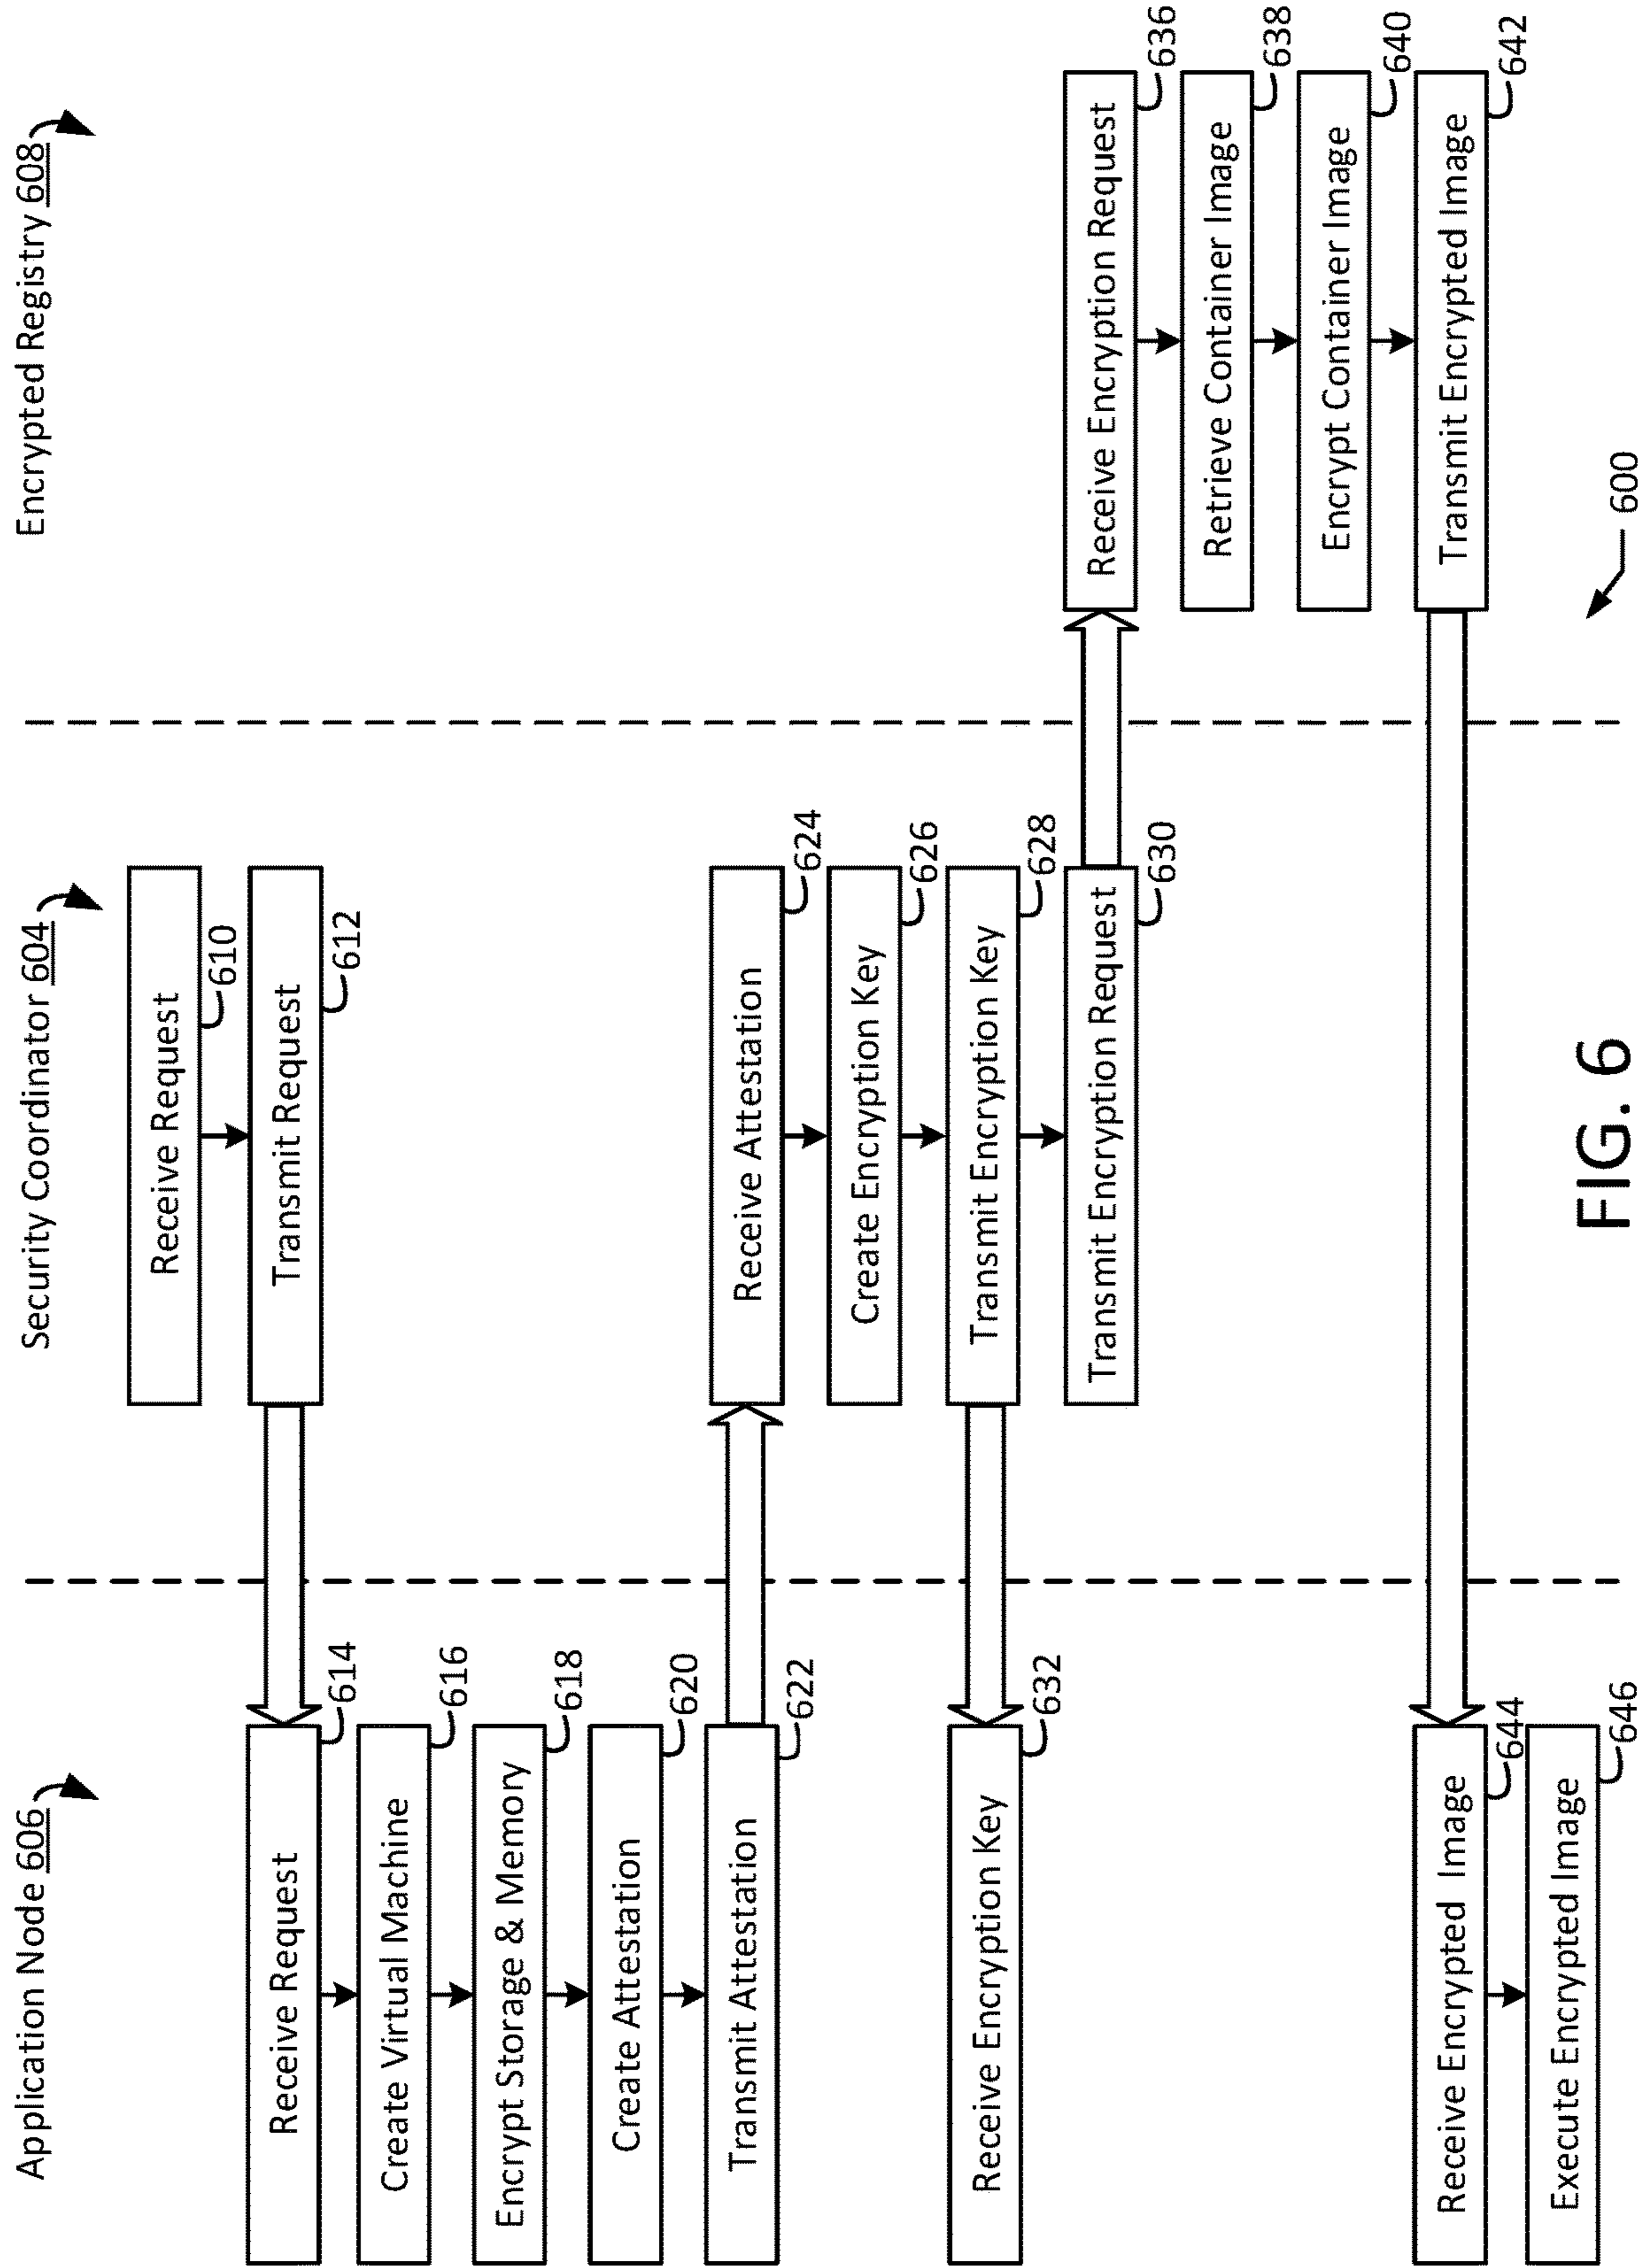 Application Node 606
Security Coordinator 604
Encrypted Registry 608
Receive Request
610
Transmit Request
612
Receive Request
614
Create Virtual Machine
616
Encrypt Storage & Memory
618
Create Attestation
620
Transmit Attestation
622
Receive Attestation
624
Create Encryption Key
626
Transmit Encryption Key
628
Transmit Encryption Request
630
Receive Encryption Key
632
Receive Encryption Request
636
Retrieve Container Image
638
Encrypt Container Image
640
Transmit Encrypted Image
642
Receive Encrypted Image
644
Execute Encrypted Image
646
600
FIG. 6